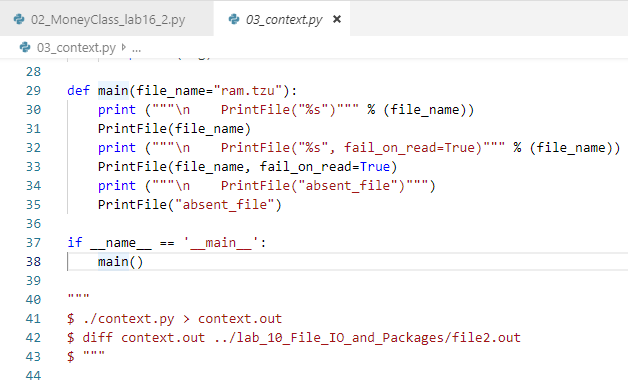 02_MoneyClass_lab16_2.py 03_context.py ×
03_context.py > ...
28
29 def main(file_name="ram.tzu"):
30     print ("""\n    PrintFile("%s")""" % (file_name))
31     PrintFile(file_name)
32     print ("""\n    PrintFile("%s", fail_on_read=True)""" % (file_name))
33     PrintFile(file_name, fail_on_read=True)
34     print ("""\n    PrintFile("absent_file")""")
35     PrintFile("absent_file")
36
37 if __name__ == '__main__':
38     main()
39
40 """
41 $ ./context.py > context.out
42 $ diff context.out ../lab_10_File_IO_and_Packages/file2.out
43 $ """
44